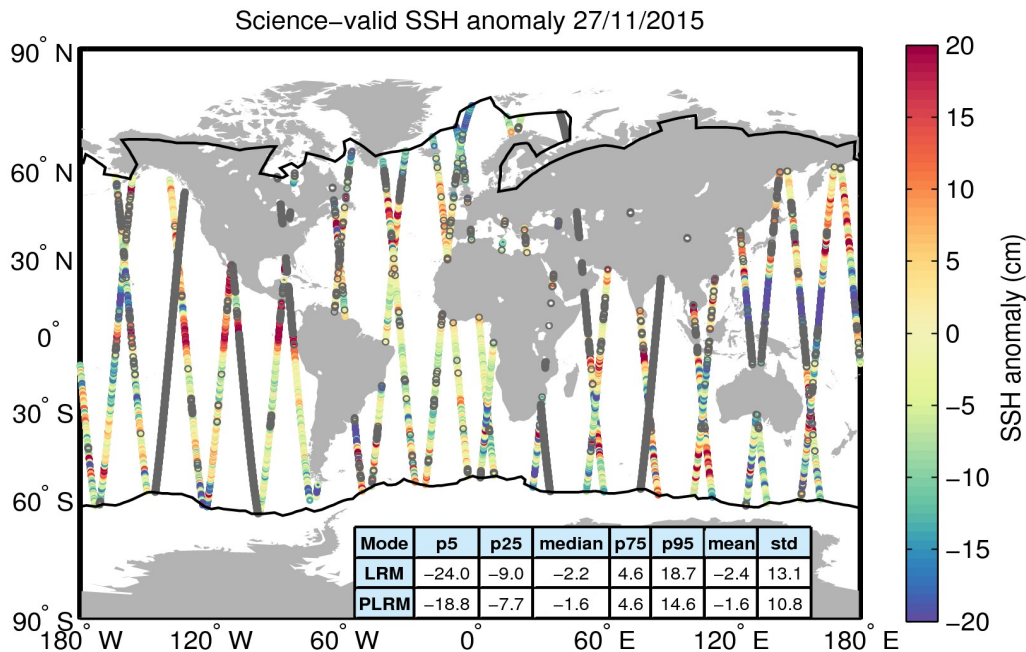 Science−valid SSH anomaly 27/11/2015
90° N
60° N
30° N
0°
30° S
60° S
90° S
180° W
120° W
60° W
0°
60° E
120° E
180° E
Mode p5 p25 median p75 p95 mean std
LRM −24.0 −9.0 −2.2 4.6 18.7 −2.4 13.1
PLRM −18.8 −7.7 −1.6 4.6 14.6 −1.6 10.8
20
15
10
5
0
−5
−10
−15
−20
SSH anomaly (cm)